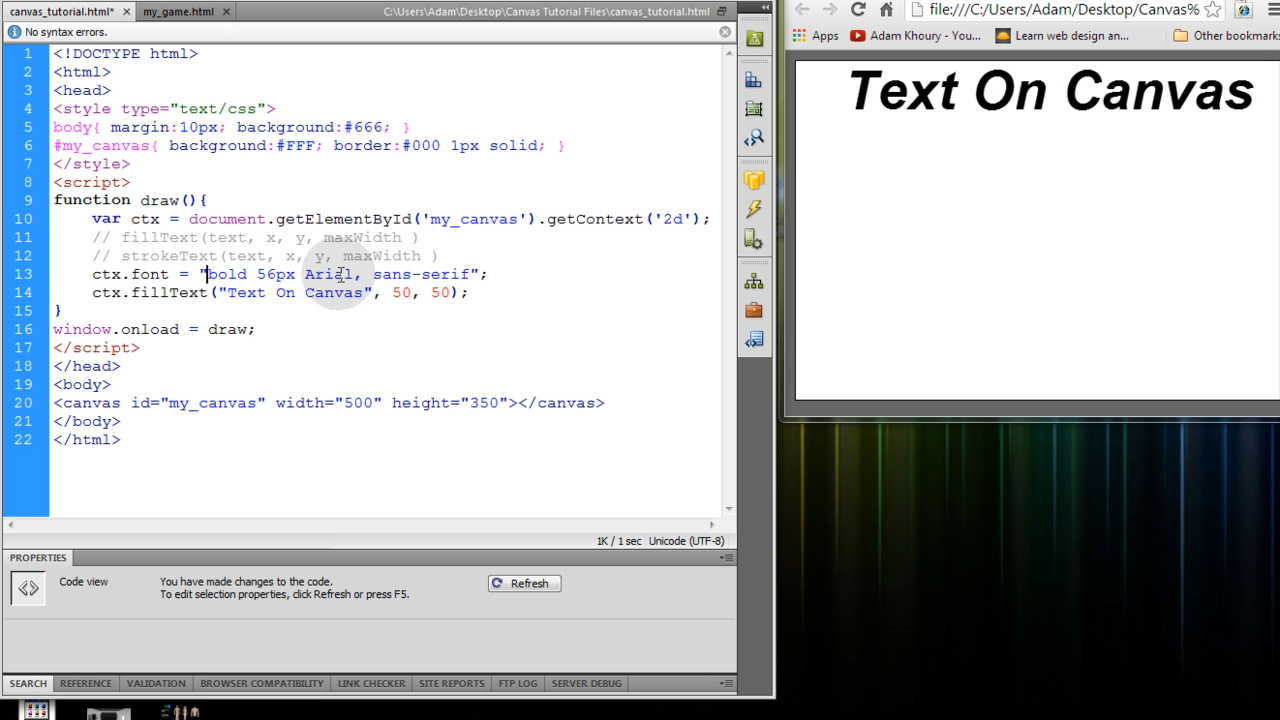 canvas_tutorial.html* × my_game.html × C:\Users\Adam\Desktop\Canvas Tutorial Files\canvas_tutorial.html
No syntax errors.
1 <!DOCTYPE html>
2 <html>
3 <head>
4 <style type="text/css">
5 body{ margin:10px; background:#666; }
6 #my_canvas{ background:#FFF; border:#000 1px solid; }
7 </style>
8 <script>
9 function draw(){
10 var ctx = document.getElementById('my_canvas').getContext('2d');
11 // fillText(text, x, y, maxWidth )
12 // strokeText(text, x, y, maxWidth )
13 ctx.font = "bold 56px Arial, sans-serif";
14 ctx.fillText("Text On Canvas", 50, 50);
15 }
16 window.onload = draw;
17 </script>
18 </head>
19 <body>
20 <canvas id="my_canvas" width="500" height="350"></canvas>
21 </body>
22 </html>
1K / 1 sec Unicode (UTF-8)
PROPERTIES
Code view You have made changes to the code. Refresh
To edit selection properties, click Refresh or press F5.
SEARCH REFERENCE VALIDATION BROWSER COMPATIBILITY LINK CHECKER SITE REPORTS FTP LOG SERVER DEBUG
file:///C:/Users/Adam/Desktop/Canvas%
Apps Adam Khoury - You... Learn web design an... Other bookmarks
Text On Canvas